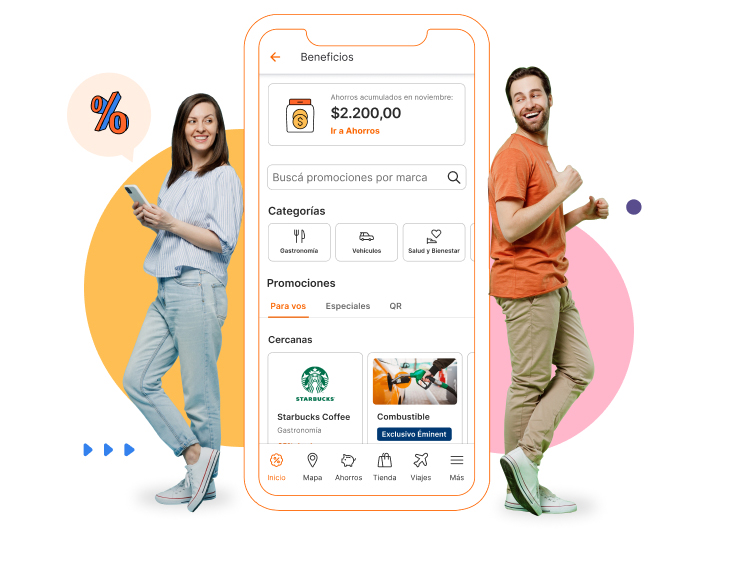 %
Beneficios
Ahorros acumulados en noviembre:
$2.200,00
Ir a Ahorros
Buscá promociones por marca
Categorías
Gastronomía
Vehículos
Salud y Bienestar
Promociones
Para vos Especiales QR
Cercanas
STARBUCKS
Starbucks Coffee
Gastronomía
Combustible
Exclusivo Éminent
Inicio Mapa Ahorros Tienda Viajes Más